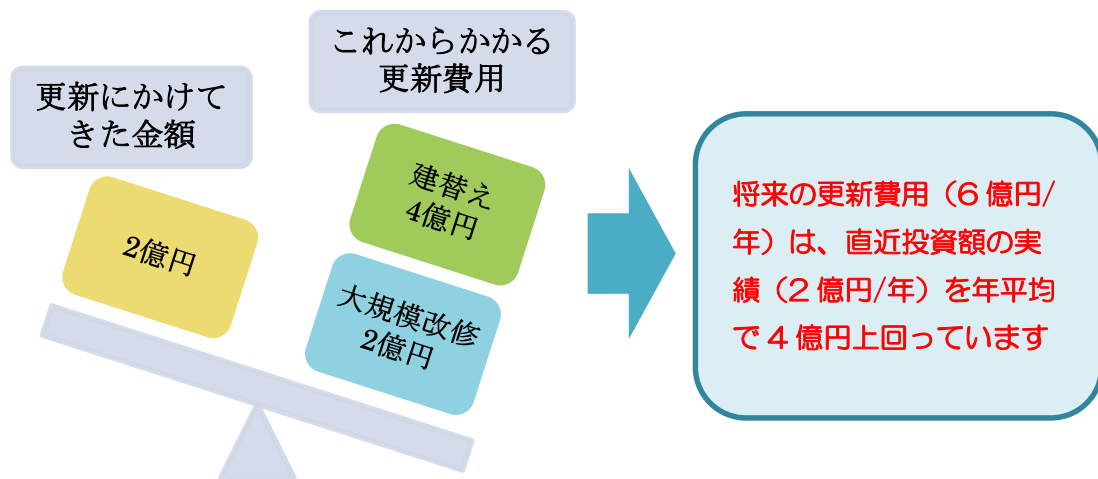 更新にかけて
きた金額
2億円
これからかかる
更新費用
建替え
4億円
大規模改修
2億円
将来の更新費用（6 億円/
年）は、直近投資額の実
績（2 億円/年）を年平均
で 4 億円上回っています